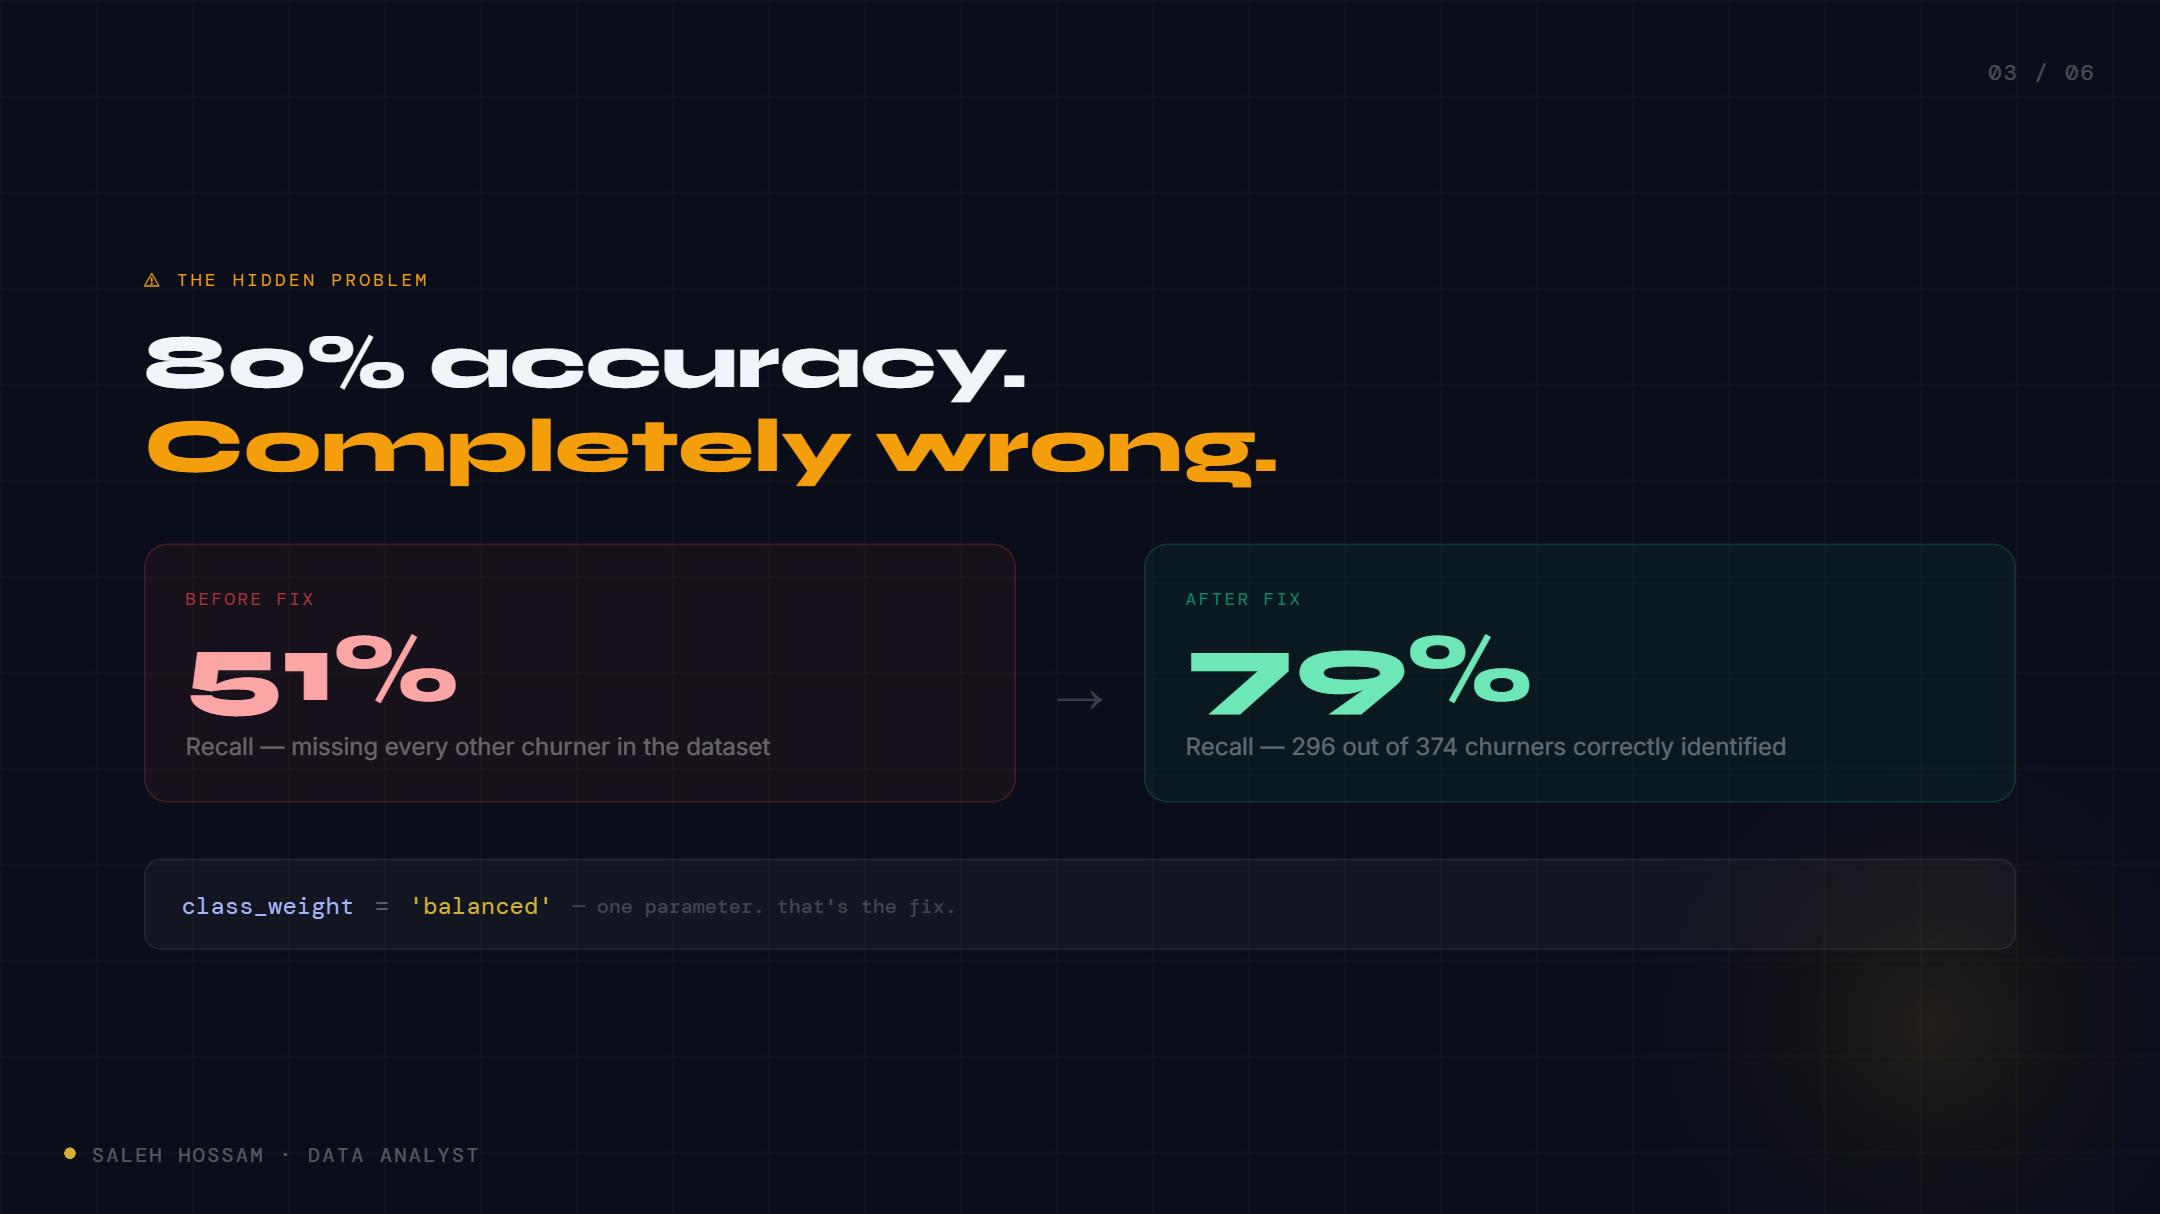 03 / 06
⚠ THE HIDDEN PROBLEM
80% accuracy.
Completely wrong.
BEFORE FIX
51%
Recall — missing every other churner in the dataset
→
AFTER FIX
79%
Recall — 296 out of 374 churners correctly identified
class_weight = 'balanced' — one parameter. that's the fix.
SALEH HOSSAM · DATA ANALYST